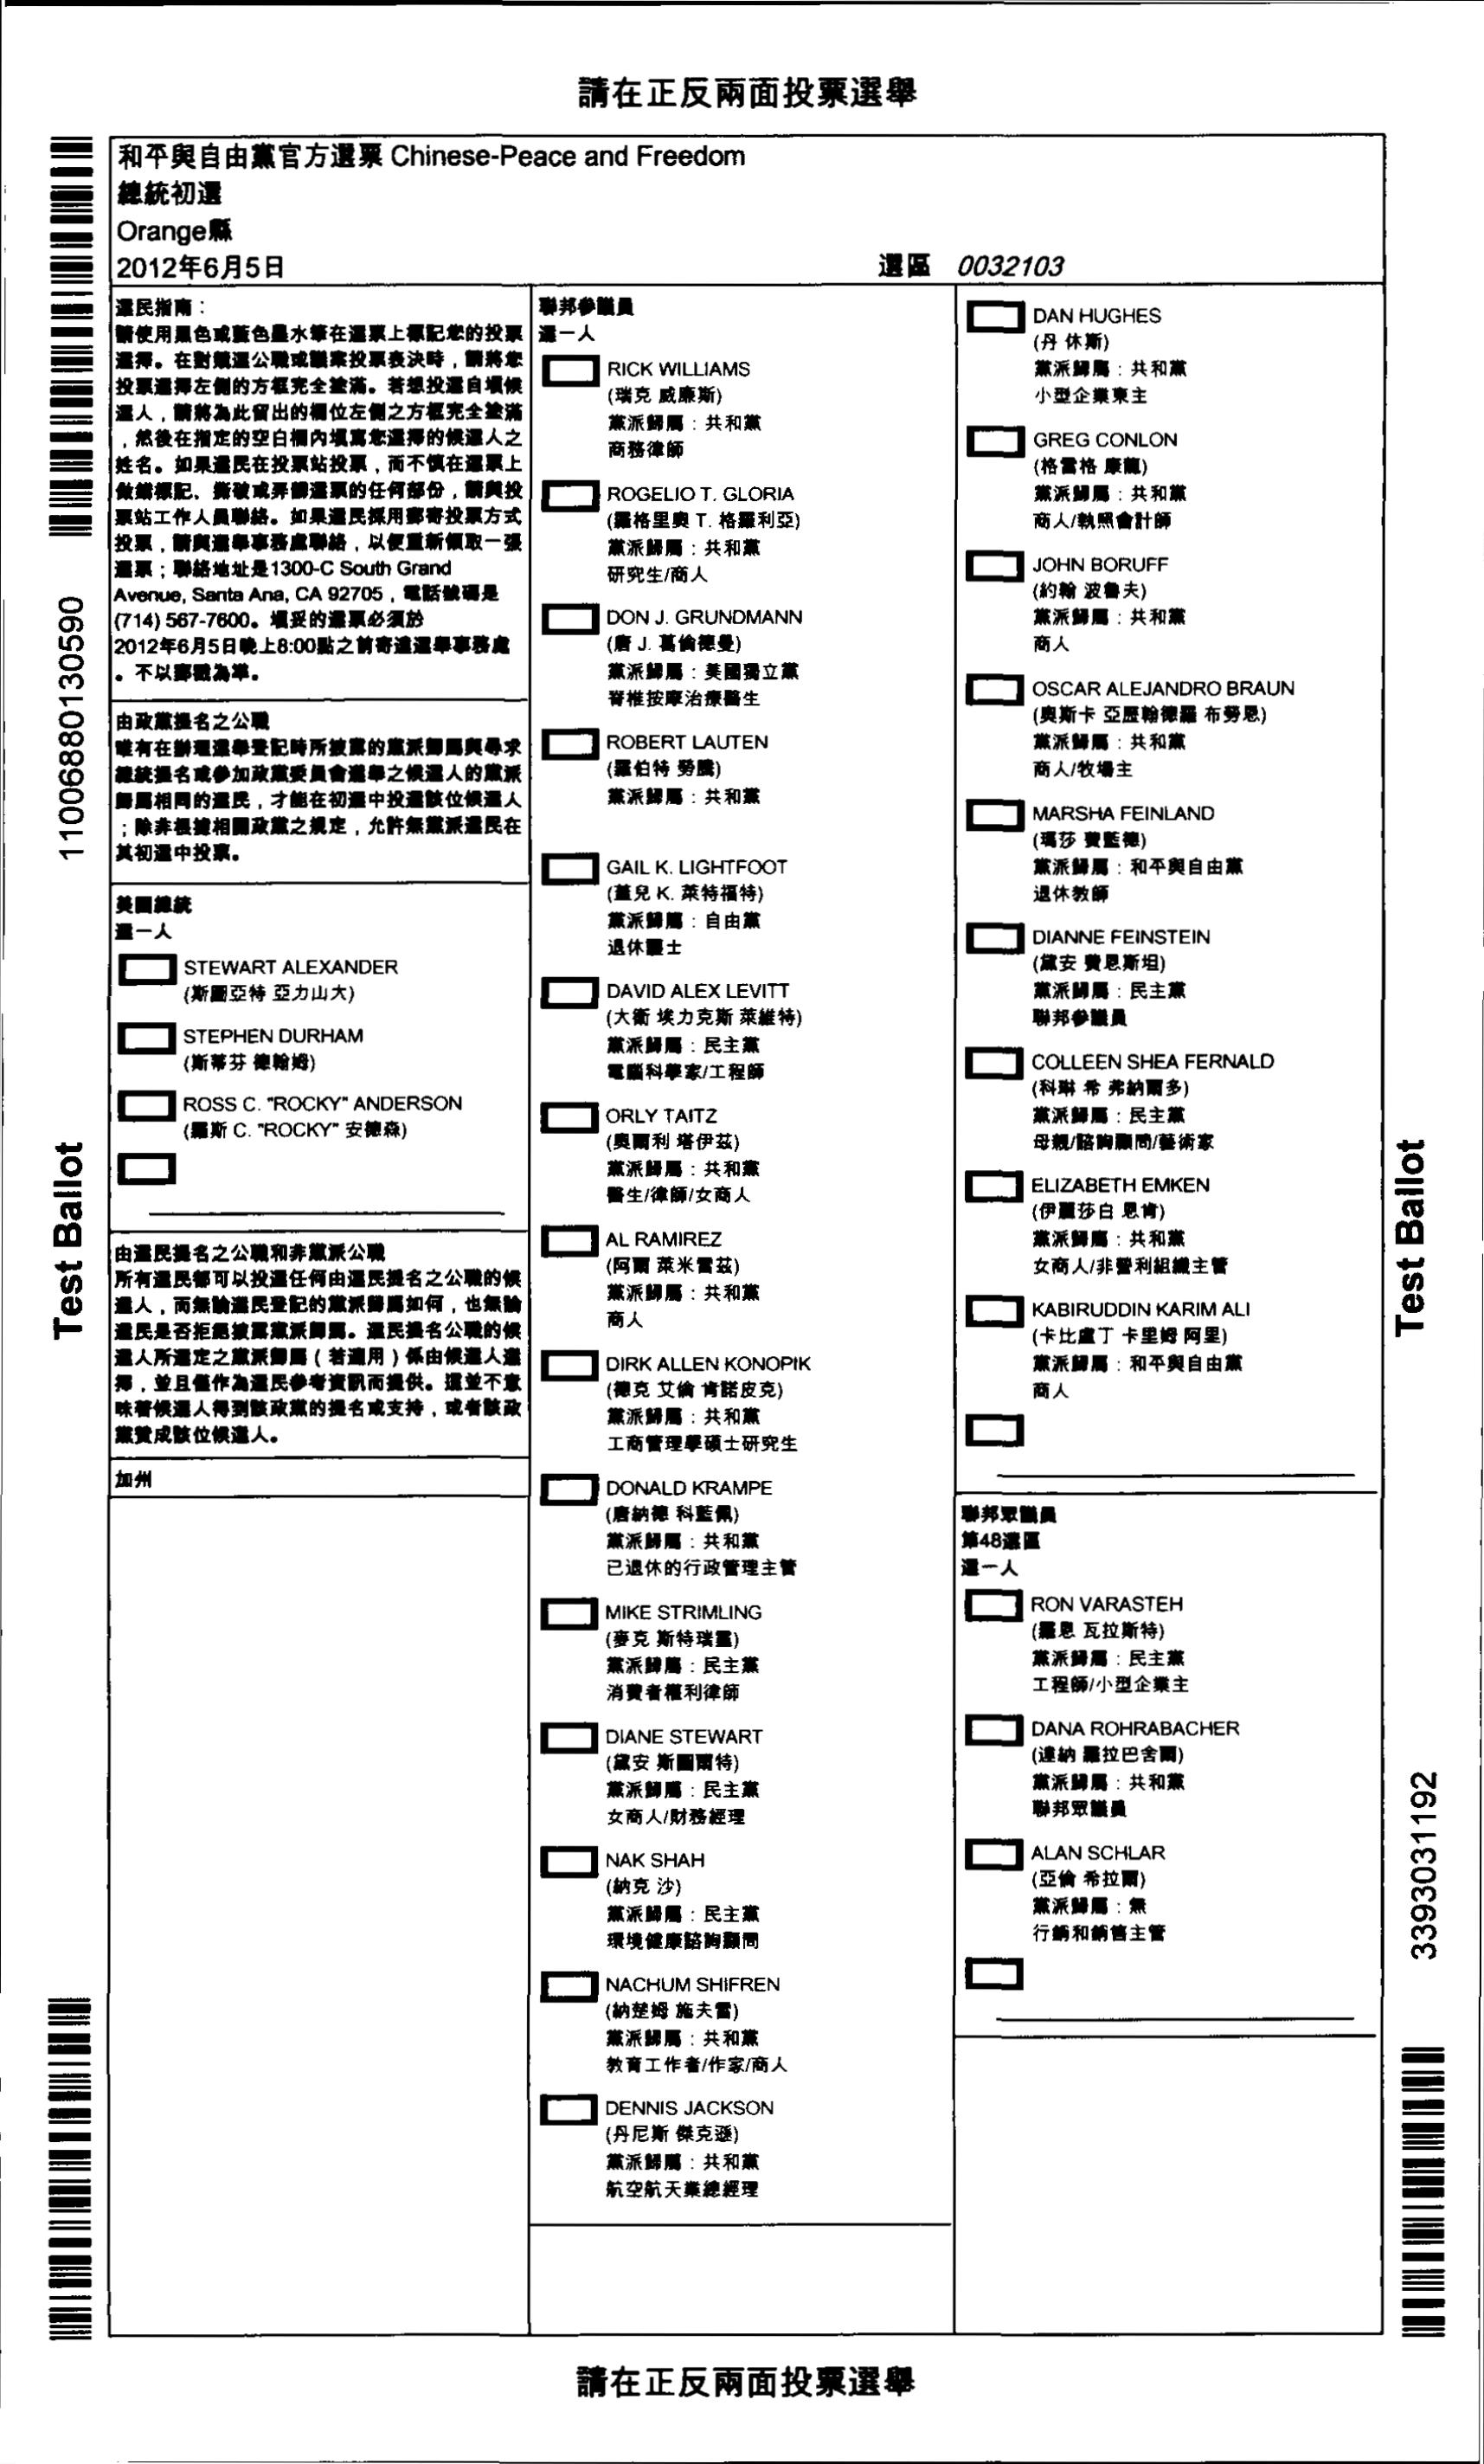 請在正反兩面投票選舉
和平與自由黨官方選票 Chinese-Peace and Freedom
總統初選
Orange縣
2012年6月5日
選區 0032103
選民指南：
請使用黑色或藍色墨水筆在選票上標記您的投票
選擇。在對競選公職或議案投票表決時，請將您
投票選擇左側的方框完全塗滿。若想投選自填候
選人，請將為此留出的欄位左側之方框完全塗滿
，然後在指定的空白欄內填寫您選擇的候選人之
姓名。如果選民在投票站投票，而不慎在選票上
做錯標記、撕破或弄髒選票的任何部份，請與投
票站工作人員聯絡。如果選民採用郵寄投票方式
投票，請與選舉事務處聯絡，以便重新領取一張
選票；聯絡地址是1300-C South Grand
Avenue, Santa Ana, CA 92705，電話號碼是
(714) 567-7600。填妥的選票必須於
2012年6月5日晚上8:00點之前寄達選舉事務處
。不以郵戳為準。
由政黨提名之公職
唯有在辦理選舉登記時所披露的黨派歸屬與尋求
總統提名或參加政黨委員會選舉之候選人的黨派
歸屬相同的選民，才能在初選中投選該位候選人
；除非根據相關政黨之規定，允許無黨派選民在
其初選中投票。
美國總統
選一人
STEWART ALEXANDER
(斯圖亞特 亞力山大)
STEPHEN DURHAM
(斯蒂芬 德翰姆)
ROSS C. "ROCKY" ANDERSON
(羅斯 C. "ROCKY" 安德森)
由選民提名之公職和非黨派公職
所有選民都可以投選任何由選民提名之公職的候
選人，而無論選民登記的黨派歸屬如何，也無論
選民是否拒絕披露黨派歸屬。選民提名公職的候
選人所選定之黨派歸屬（若適用）係由候選人選
擇，並且僅作為選民參考資訊而提供。這並不意
味著候選人得到該政黨的提名或支持，或者該政
黨贊成該位候選人。
加州
聯邦參議員
選一人
RICK WILLIAMS
(瑞克 威廉斯)
黨派歸屬：共和黨
商務律師
ROGELIO T. GLORIA
(羅格里奧 T. 格羅利亞)
黨派歸屬：共和黨
研究生/商人
DON J. GRUNDMANN
(唐 J. 葛倫德曼)
黨派歸屬：美國獨立黨
脊椎按摩治療醫生
ROBERT LAUTEN
(羅伯特 勞騰)
黨派歸屬：共和黨
GAIL K. LIGHTFOOT
(蓋兒 K. 萊特福特)
黨派歸屬：自由黨
退休護士
DAVID ALEX LEVITT
(大衛 埃力克斯 萊維特)
黨派歸屬：民主黨
電腦科學家/工程師
ORLY TAITZ
(奧爾利 塔伊茲)
黨派歸屬：共和黨
醫生/律師/女商人
AL RAMIREZ
(阿爾 萊米雷茲)
黨派歸屬：共和黨
商人
DIRK ALLEN KONOPIK
(德克 艾倫 肯諾皮克)
黨派歸屬：共和黨
工商管理學碩士研究生
DONALD KRAMPE
(唐納德 科藍佩)
黨派歸屬：共和黨
已退休的行政管理主管
MIKE STRIMLING
(麥克 斯特瑞靈)
黨派歸屬：民主黨
消費者權利律師
DIANE STEWART
(黛安 斯圖爾特)
黨派歸屬：民主黨
女商人/財務經理
NAK SHAH
(納克 沙)
黨派歸屬：民主黨
環境健康諮詢顧問
NACHUM SHIFREN
(納楚姆 施夫雷)
黨派歸屬：共和黨
教育工作者/作家/商人
DENNIS JACKSON
(丹尼斯 傑克遜)
黨派歸屬：共和黨
航空航天業總經理
DAN HUGHES
(丹 休斯)
黨派歸屬：共和黨
小型企業東主
GREG CONLON
(格雷格 康龍)
黨派歸屬：共和黨
商人/執照會計師
JOHN BORUFF
(約翰 波魯夫)
黨派歸屬：共和黨
商人
OSCAR ALEJANDRO BRAUN
(奧斯卡 亞歷翰德羅 布勞恩)
黨派歸屬：共和黨
商人/牧場主
MARSHA FEINLAND
(瑪莎 費藍德)
黨派歸屬：和平與自由黨
退休教師
DIANNE FEINSTEIN
(黛安 費恩斯坦)
黨派歸屬：民主黨
聯邦參議員
COLLEEN SHEA FERNALD
(科琳 希 弗納爾多)
黨派歸屬：民主黨
母親/諮詢顧問/藝術家
ELIZABETH EMKEN
(伊麗莎白 恩肯)
黨派歸屬：共和黨
女商人/非營利組織主管
KABIRUDDIN KARIM ALI
(卡比盧丁 卡里姆 阿里)
黨派歸屬：和平與自由黨
商人
聯邦眾議員
第48選區
選一人
RON VARASTEH
(羅恩 瓦拉斯特)
黨派歸屬：民主黨
工程師/小型企業主
DANA ROHRABACHER
(達納 羅拉巴舍爾)
黨派歸屬：共和黨
聯邦眾議員
ALAN SCHLAR
(亞倫 希拉爾)
黨派歸屬：無
行銷和銷售主管
11006880130590
Test Ballot
Test Ballot
3393031192
請在正反兩面投票選舉